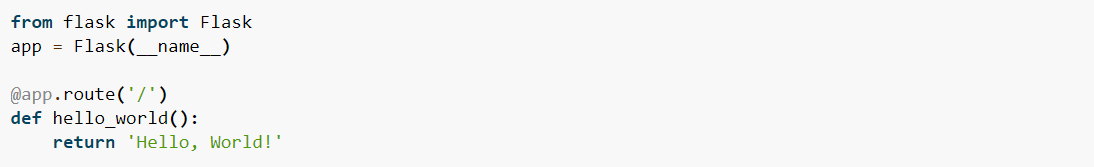 from flask import Flask
app = Flask(__name__)

@app.route('/')
def hello_world():
    return 'Hello, World!'